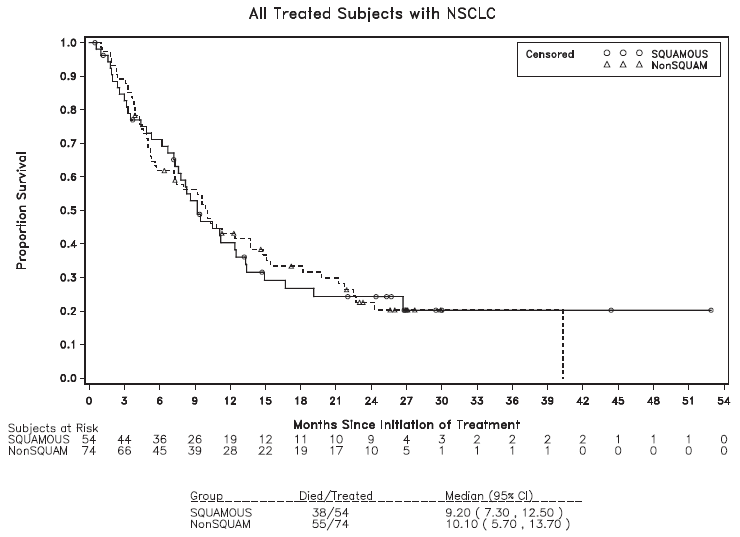 All Treated Subjects with NSCLC
Censored SQUAMOUS
NonSQUAM
1.0
0.9
0.8
0.7
0.6
0.5
0.4
0.3
0.2
0.1
0.0
Proportion Survival
0 3 6 9 12 15 18 21 24 27 30 33 36 39 42 45 48 51 54
Months Since Initiation of Treatment
Subjects at Risk
SQUAMOUS 54 44 36 26 19 12 11 10 9 4 3 2 2 2 2 1 1 1 0
NonSQUAM 74 66 45 39 28 22 19 17 10 5 1 1 1 1 0 0 0 0 0
Group Died/Treated Median (95% CI)
SQUAMOUS 38/54 9.20 ( 7.30 , 12.50 )
NonSQUAM 55/74 10.10 ( 5.70 , 13.70 )